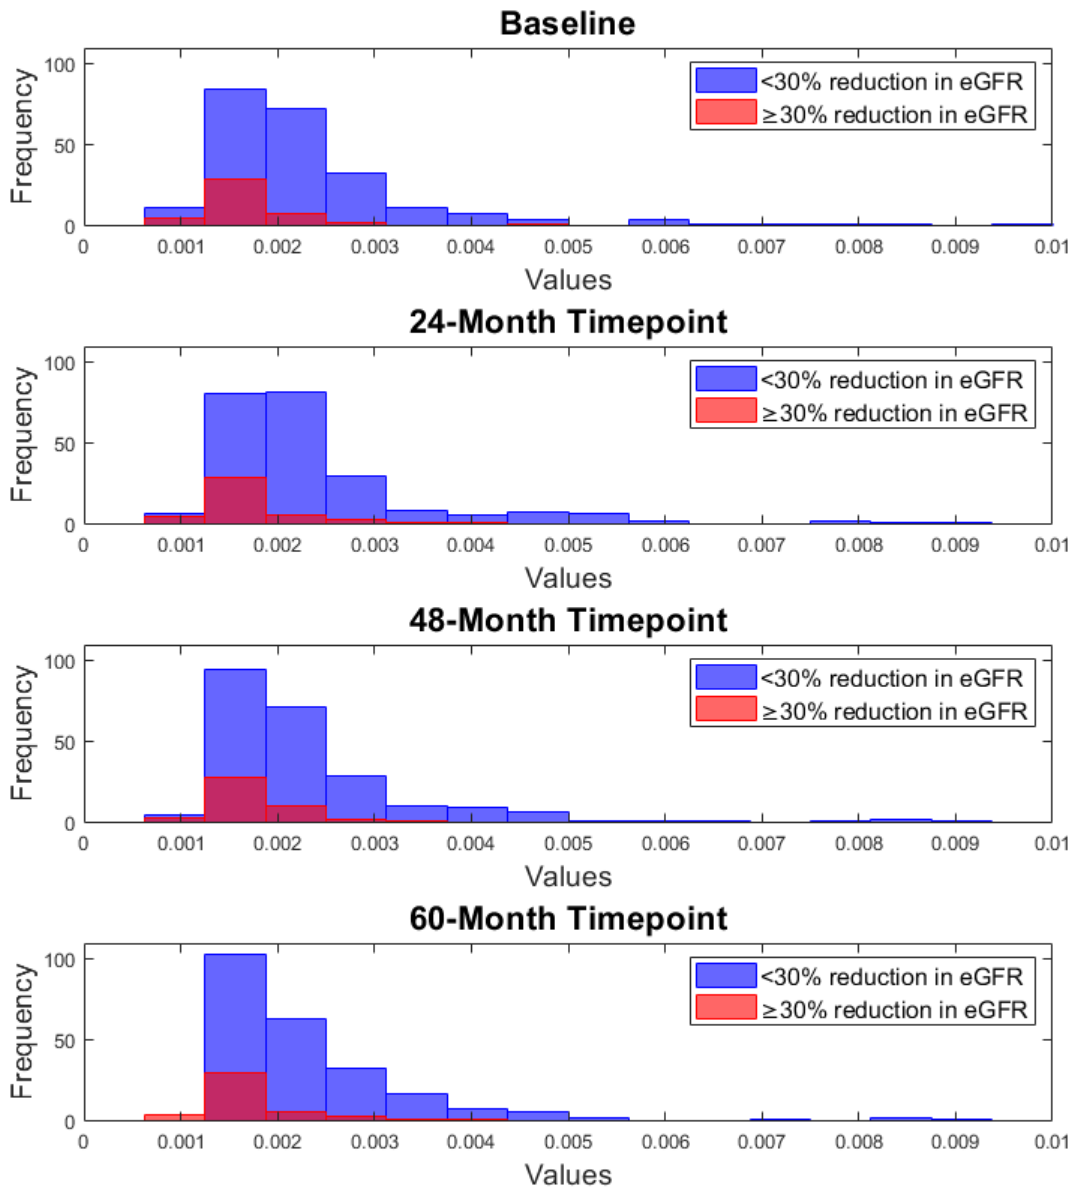 Baseline
100
50
0
Frequency
<30% reduction in eGFR
≥30% reduction in eGFR
0 0.001 0.002 0.003 0.004 0.005 0.006 0.007 0.008 0.009 0.01
Values
24-Month Timepoint
100
50
0
Frequency
<30% reduction in eGFR
≥30% reduction in eGFR
0 0.001 0.002 0.003 0.004 0.005 0.006 0.007 0.008 0.009 0.01
Values
48-Month Timepoint
100
50
0
Frequency
<30% reduction in eGFR
≥30% reduction in eGFR
0 0.001 0.002 0.003 0.004 0.005 0.006 0.007 0.008 0.009 0.01
Values
60-Month Timepoint
100
50
0
Frequency
<30% reduction in eGFR
≥30% reduction in eGFR
0 0.001 0.002 0.003 0.004 0.005 0.006 0.007 0.008 0.009 0.01
Values